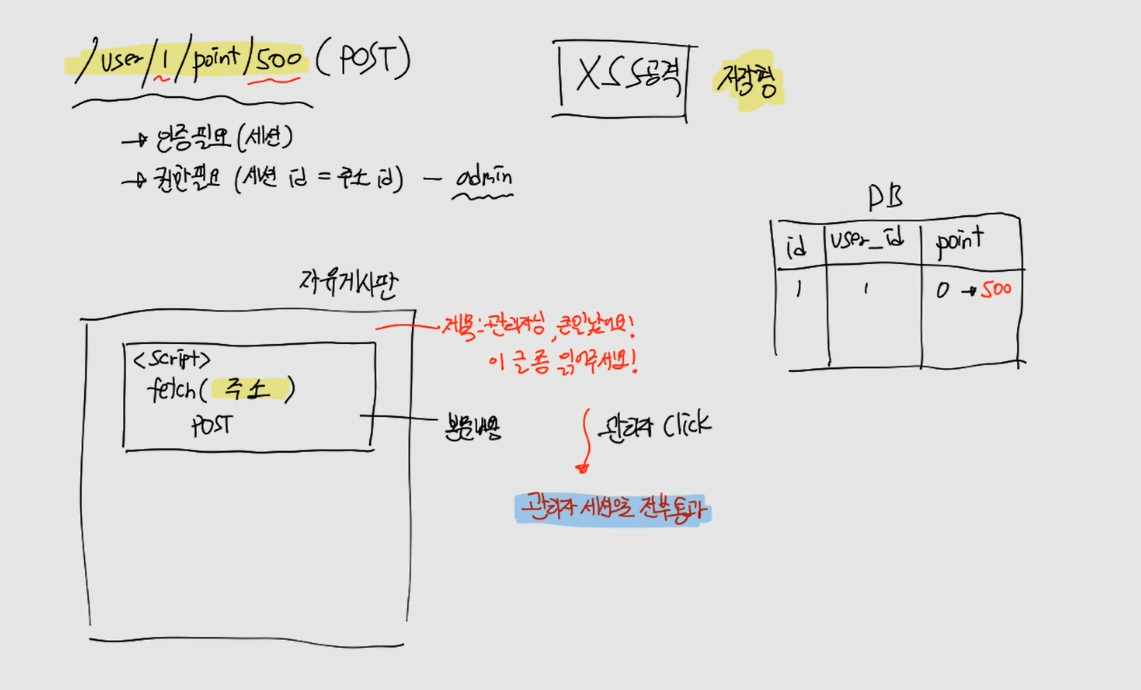 /user/1/point/500 (POST)
→ 인증필요 (세션)
→ 권한필요 (세션 id = 주소 id) - admin
XSS공격
저장형
DB
id user_id point
1 1 0 → 500
자유게시판
<script>
fetch( 주소 )
POST
제목 : 관리자님, 큰일났어요!
이 글 좀 읽어주세요!
본문내용
관리자 click
관리자 세션으로 전부통과